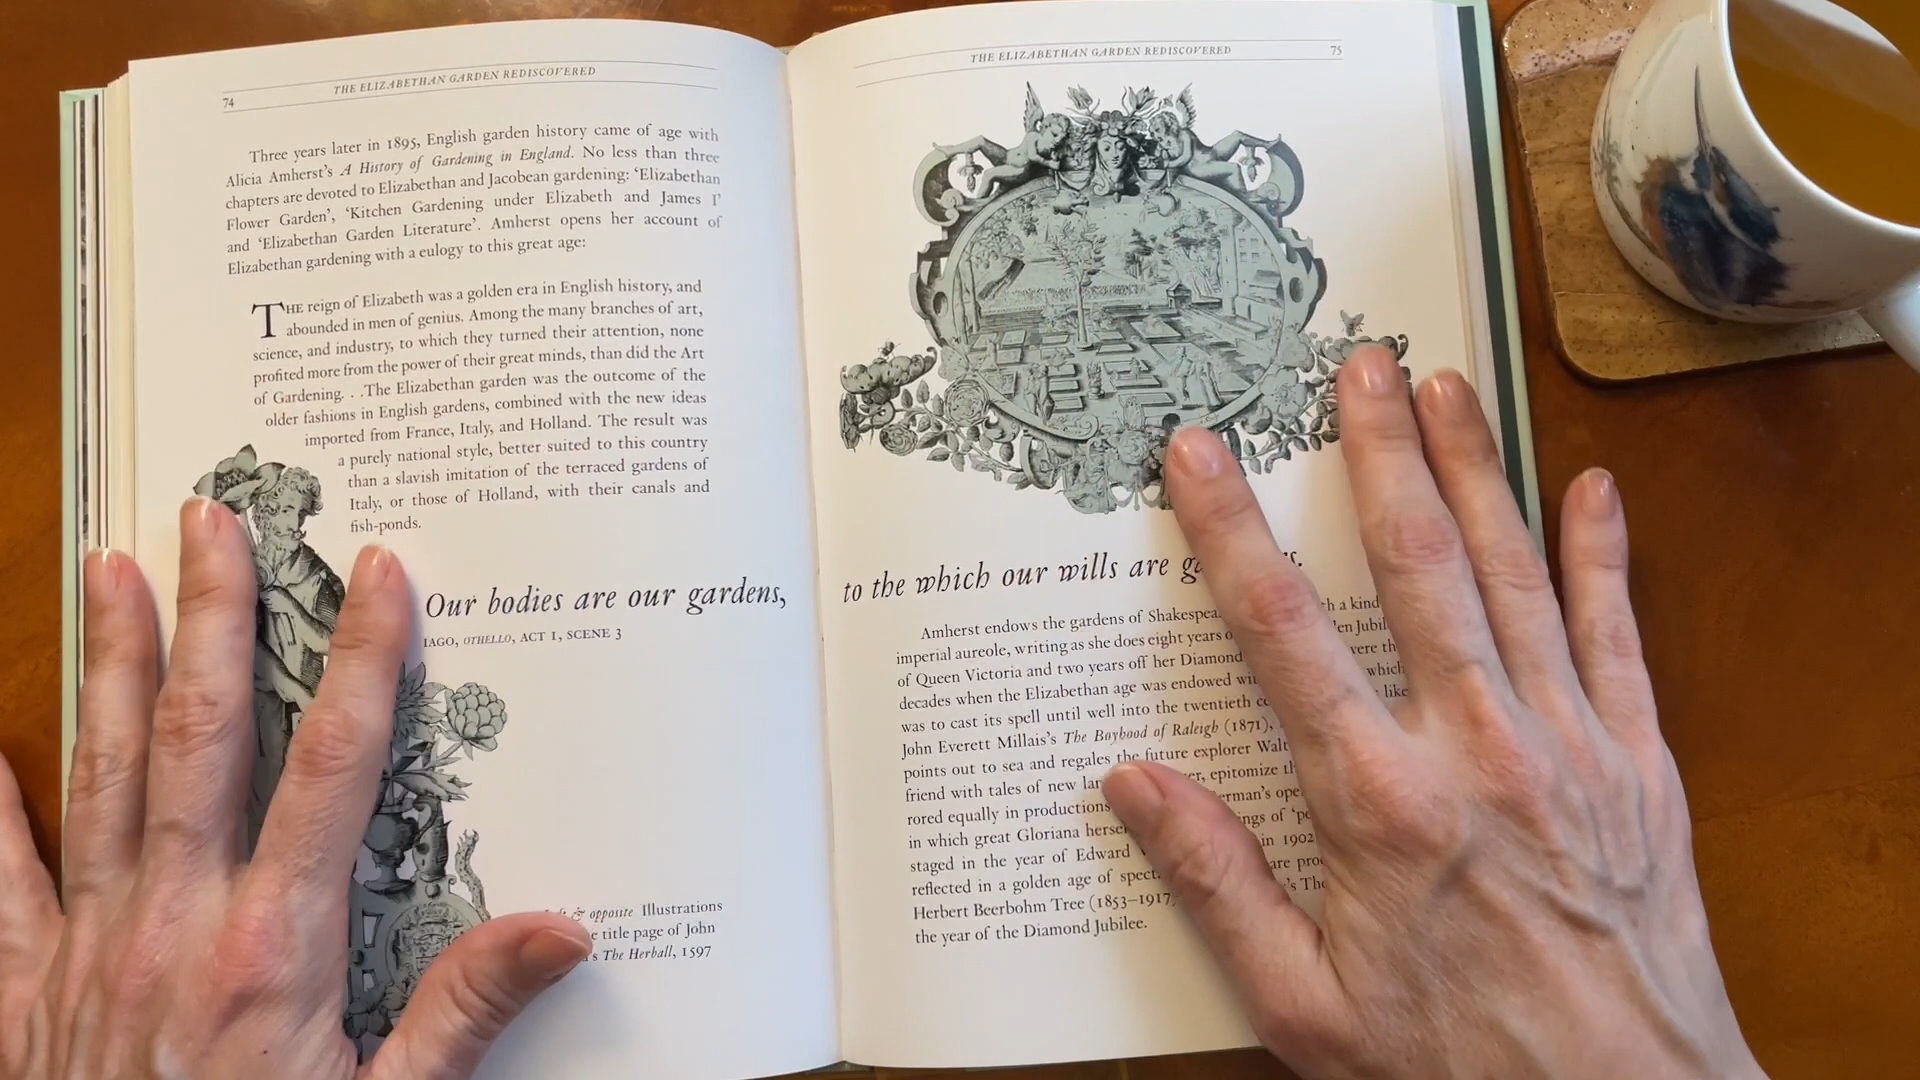 74
THE ELIZABETHAN GARDEN REDISCOVERED
Three years later in 1895, English garden history came of age with
Alicia Amherst's A History of Gardening in England. No less than three
chapters are devoted to Elizabethan and Jacobean gardening: 'Elizabethan
Flower Garden', 'Kitchen Gardening under Elizabeth and James I'
and 'Elizabethan Garden Literature'. Amherst opens her account of
Elizabethan gardening with a eulogy to this great age:
THE reign of Elizabeth was a golden era in English history, and
abounded in men of genius. Among the many branches of art,
science, and industry, to which they turned their attention, none
profited more from the power of their great minds, than did the Art
of Gardening. . .The Elizabethan garden was the outcome of the
older fashions in English gardens, combined with the new ideas
imported from France, Italy, and Holland. The result was
a purely national style, better suited to this country
than a slavish imitation of the terraced gardens of
Italy, or those of Holland, with their canals and
fish-ponds.
Our bodies are our gardens,
IAGO, OTHELLO, ACT 1, SCENE 3
& opposite Illustrations
title page of John
The Herball, 1597
THE ELIZABETHAN GARDEN REDISCOVERED
75
to the which our wills are
Amherst endows the gardens of a kind
imperial aureole, writing as she does eight years
of Queen Victoria and two years off her Diamond
decades when the Elizabethan age was endowed which
was to cast its spell until well into the twentieth like
John Everett Millais's The Boyhood of Raleigh (1871),
points out to sea and regales the future explorer
friend with tales of new epitomize
rored equally in productions
in which great Gloriana
staged in the year of Edward in 1902
reflected in a golden age of are
Herbert Beerbohm Tree (1853–1917
the year of the Diamond Jubilee.